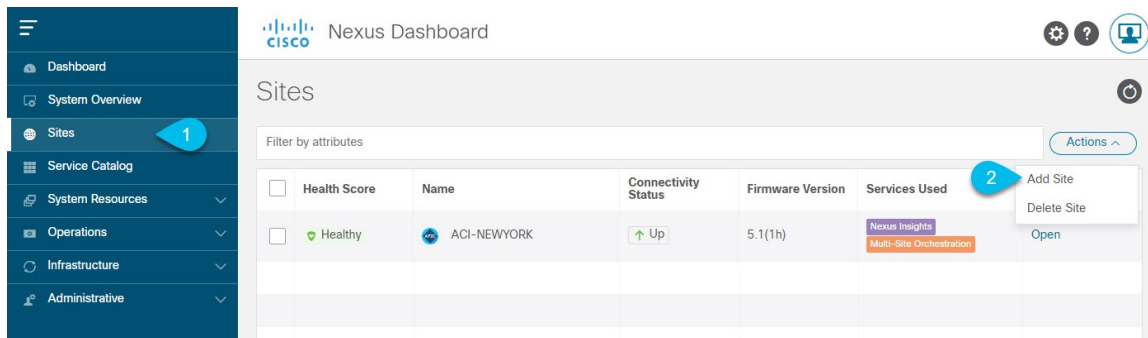 CISCO
Nexus Dashboard
?
Dashboard
System Overview
Sites
1
Service Catalog
System Resources
Operations
Infrastructure
Administrative
Sites
Filter by attributes
Actions
Health Score
Name
Connectivity
Status
Firmware Version
Services Used
2
Add Site
Delete Site
Healthy
ACI-NEWYORK
Up
5.1(1h)
Nexus Insights
Multi-Site Orchestration
Open